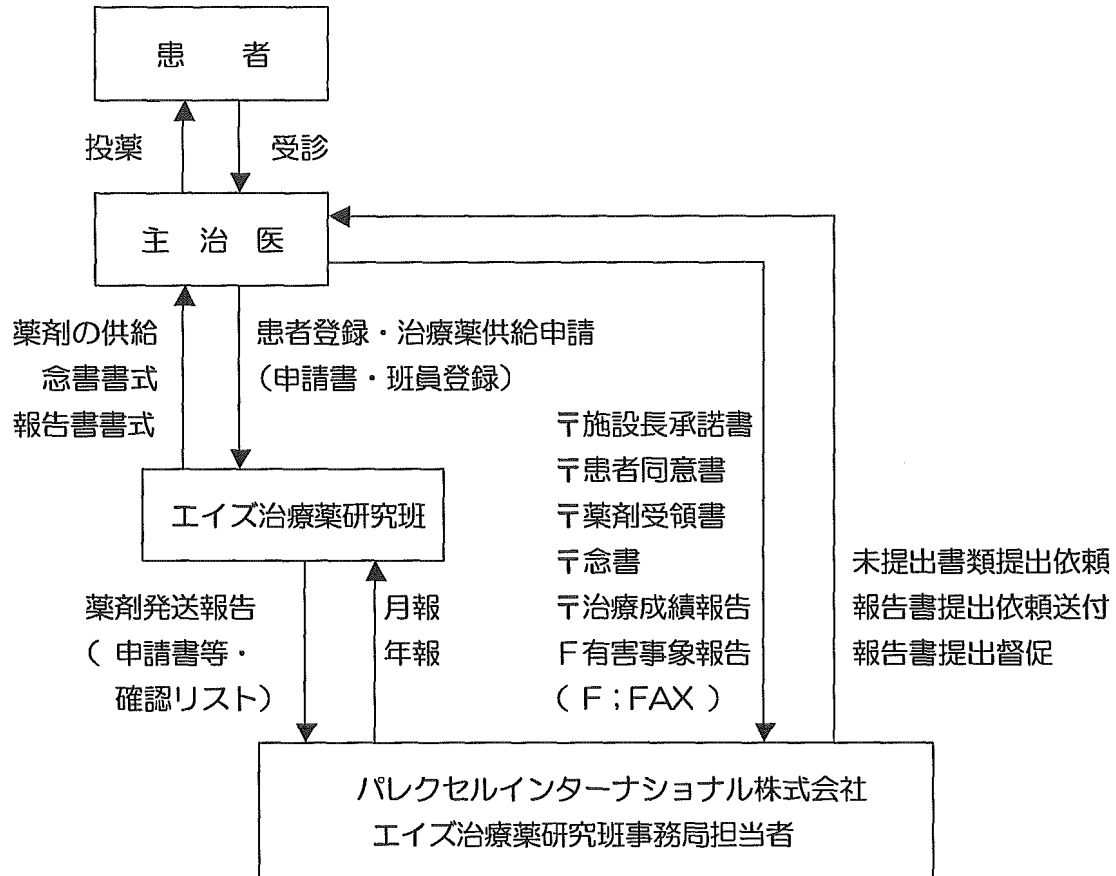 患 者
投薬
受診
主 治 医
薬剤の供給
念書書式
報告書書式
患者登録・治療薬供給申請
（申請書・班員登録）
エイズ治療薬研究班
〒施設長承諾書
〒患者同意書
〒薬剤受領書
〒念書
〒治療成績報告
F有害事象報告
（F；FAX）
未提出書類提出依頼
報告書提出依頼送付
報告書提出督促
薬剤発送報告
（申請書等・
確認リスト）
月報
年報
パレクセルインターナショナル株式会社
エイズ治療薬研究班事務局担当者